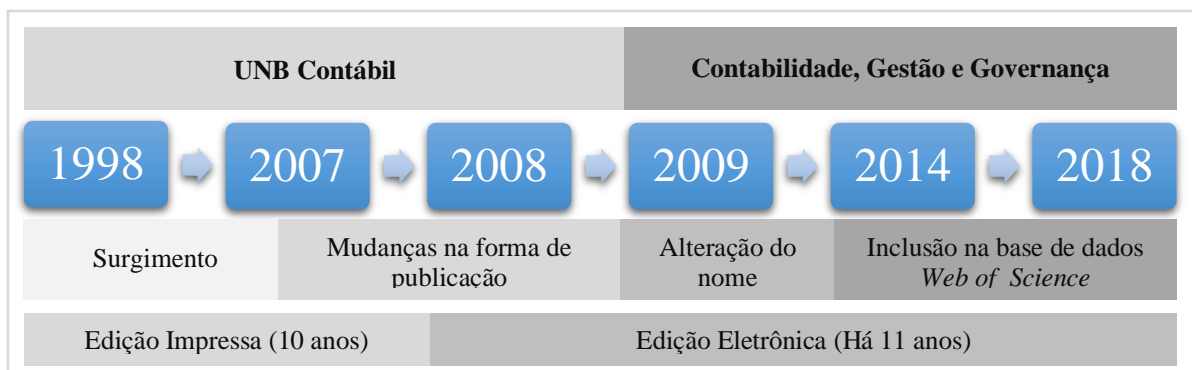 UNB Contábil
Contabilidade, Gestão e Governança
1998
2007
2008
2009
2014
2018
Surgimento
Mudanças na forma de
publicação
Alteração do
nome
Inclusão na base de dados
Web of Science
Edição Impressa (10 anos)
Edição Eletrônica (Há 11 anos)